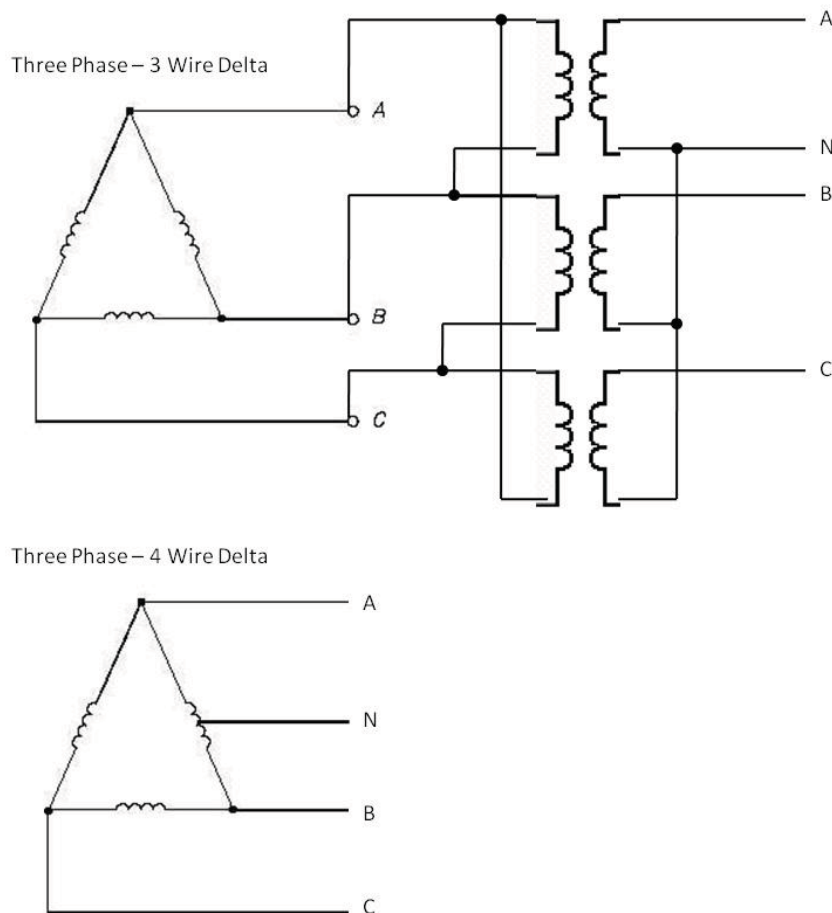 A
Three Phase – 3 Wire Delta
A
N
B
B
C
C
Three Phase – 4 Wire Delta
A
N
B
C